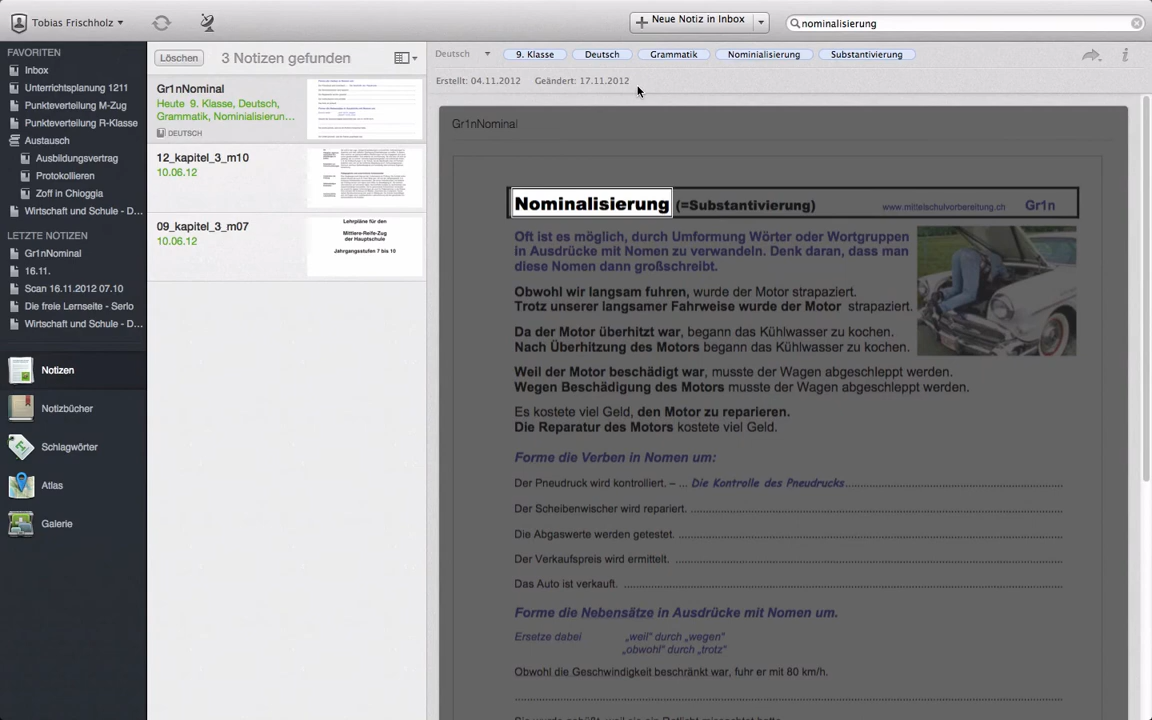 Tobias Frischholz
Neue Notiz in Inbox
nominalisierung
FAVORITEN
Inbox
Unterrichtsplanung 1211
Punkteverteilung M-Zug
Punkteverteilung R-Klasse
Austausch
Ausbildungsvertrag
Protokollieren
Zoff in Chioggia
Wirtschaft und Schule - D...
LETZTE NOTIZEN
Gr1nNominal
16.11.
Scan 16.11.2012 07.10
Die freie Lernseite - Serlo
Wirtschaft und Schule - D...
Notizen
Notizbücher
Schlagwörter
Atlas
Galerie
Löschen
3 Notizen gefunden
Gr1nNominal
Heute 9. Klasse, Deutsch,
Grammatik, Nominialisierun...
DEUTSCH
12_kapitel_3_m10
10.06.12
09_kapitel_3_m07
10.06.12
Lehrpläne für den
Mittlere-Reife-Zug
der Hauptschule
Jahrgangsstufen 7 bis 10
Deutsch
9. Klasse
Deutsch
Grammatik
Nominialisierung
Substantivierung
Erstellt: 04.11.2012 Geändert: 17.11.2012
Gr1nNominal
Nominalisierung (=Substantivierung) www.mittelschulvorbereitung.ch Gr1n
Oft ist es möglich, durch Umformung Wörter oder Wortgruppen
in Ausdrücke mit Nomen zu verwandeln. Denk daran, dass man
diese Nomen dann großschreibt.
Obwohl wir langsam fuhren, wurde der Motor strapaziert.
Trotz unserer langsamer Fahrweise wurde der Motor strapaziert.
Da der Motor überhitzt war, begann das Kühlwasser zu kochen.
Nach Überhitzung des Motors begann das Kühlwasser zu kochen.
Weil der Motor beschädigt war, musste der Wagen abgeschleppt werden.
Wegen Beschädigung des Motors musste der Wagen abgeschleppt werden.
Es kostete viel Geld, den Motor zu reparieren.
Die Reparatur des Motors kostete viel Geld.
Forme die Verben in Nomen um:
Der Pneudruck wird kontrolliert. – ... Die Kontrolle des Pneudrucks
Der Scheibenwischer wird repariert.
Die Abgaswerte werden getestet.
Der Verkaufspreis wird ermittelt.
Das Auto ist verkauft.
Forme die Nebensätze in Ausdrücke mit Nomen um.
Ersetze dabei „weil" durch „wegen"
„obwohl" durch „trotz"
Obwohl die Geschwindigkeit beschränkt war, fuhr er mit 80 km/h.